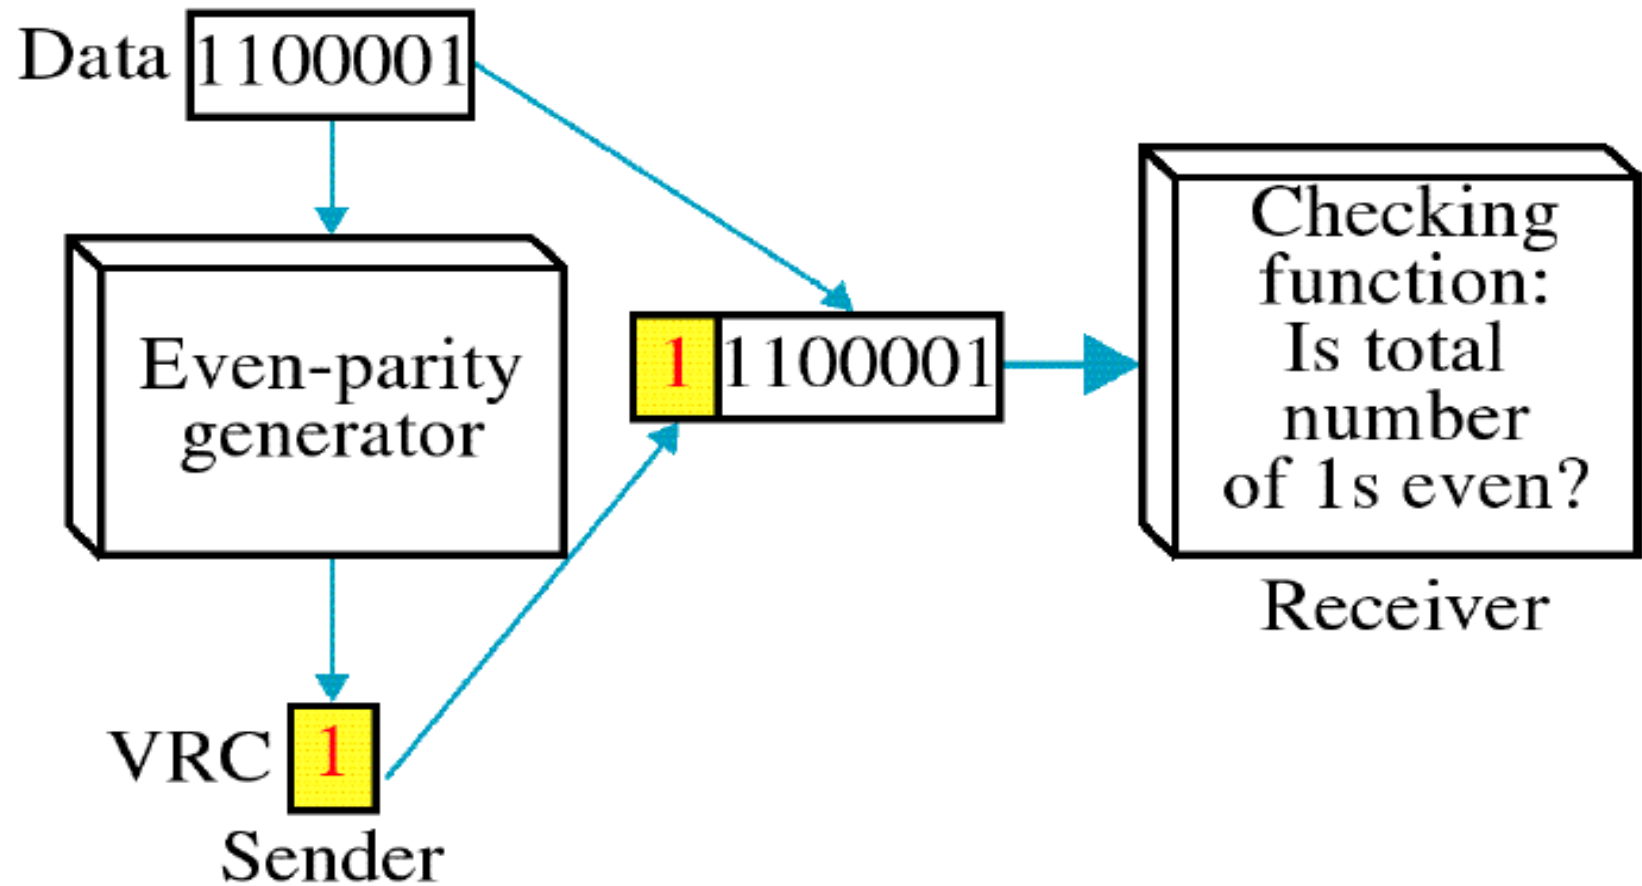 Data 1100001
Even-parity
generator
VRC 1
Sender
1 1100001
Checking
function:
Is total
number
of 1s even?
Receiver